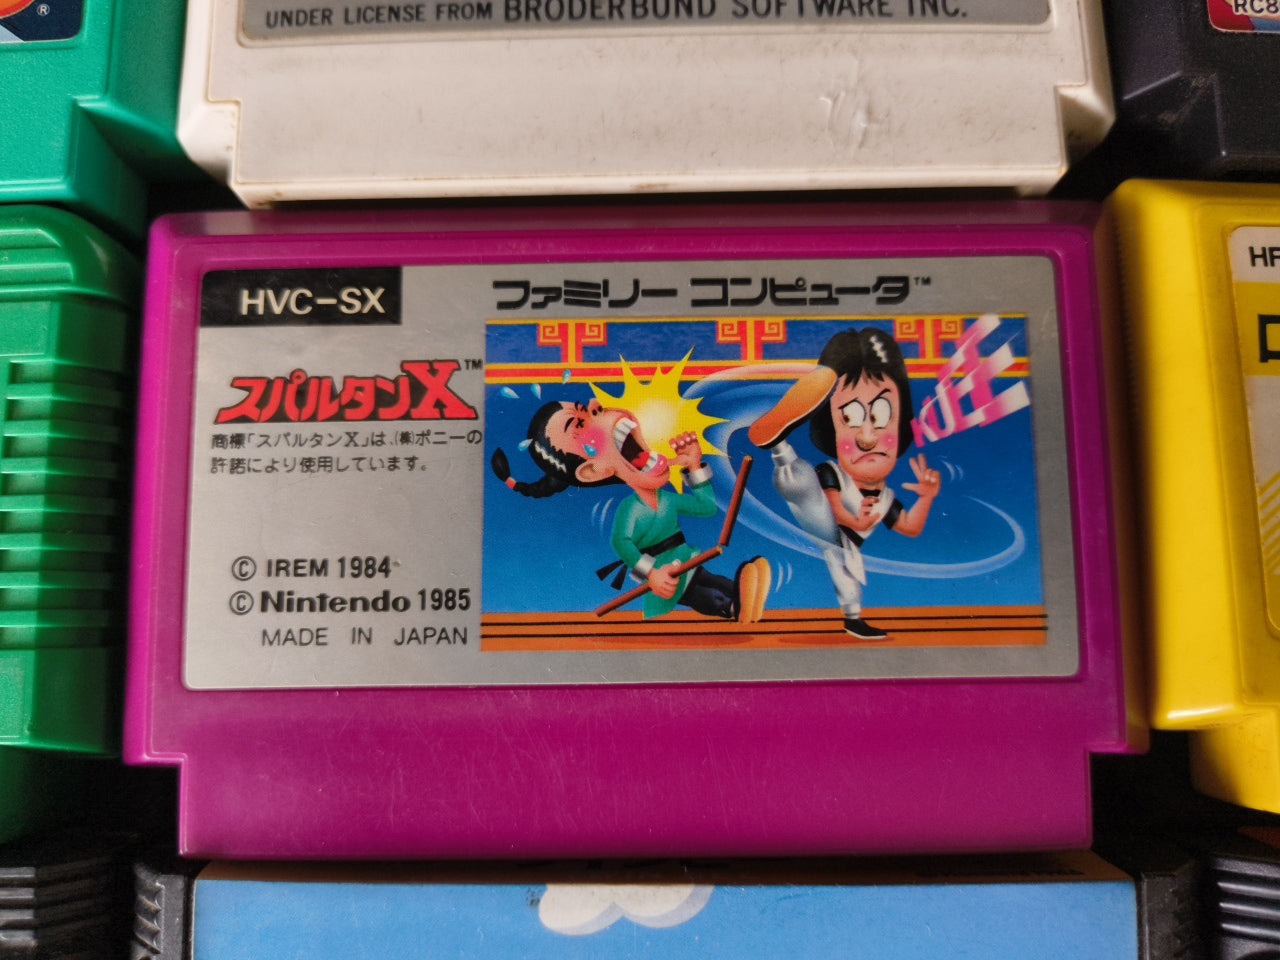 ®
UNDER LICENSE FROM BRODERBUND SOFTWARE INC.
RC8
HVC-SX
ファミリー コンピュータ™
スパルタンX™
商標「スパルタンX」は、(株)ポニーの
許諾により使用しています。
© IREM 1984
© Nintendo 1985
MADE IN JAPAN
HF